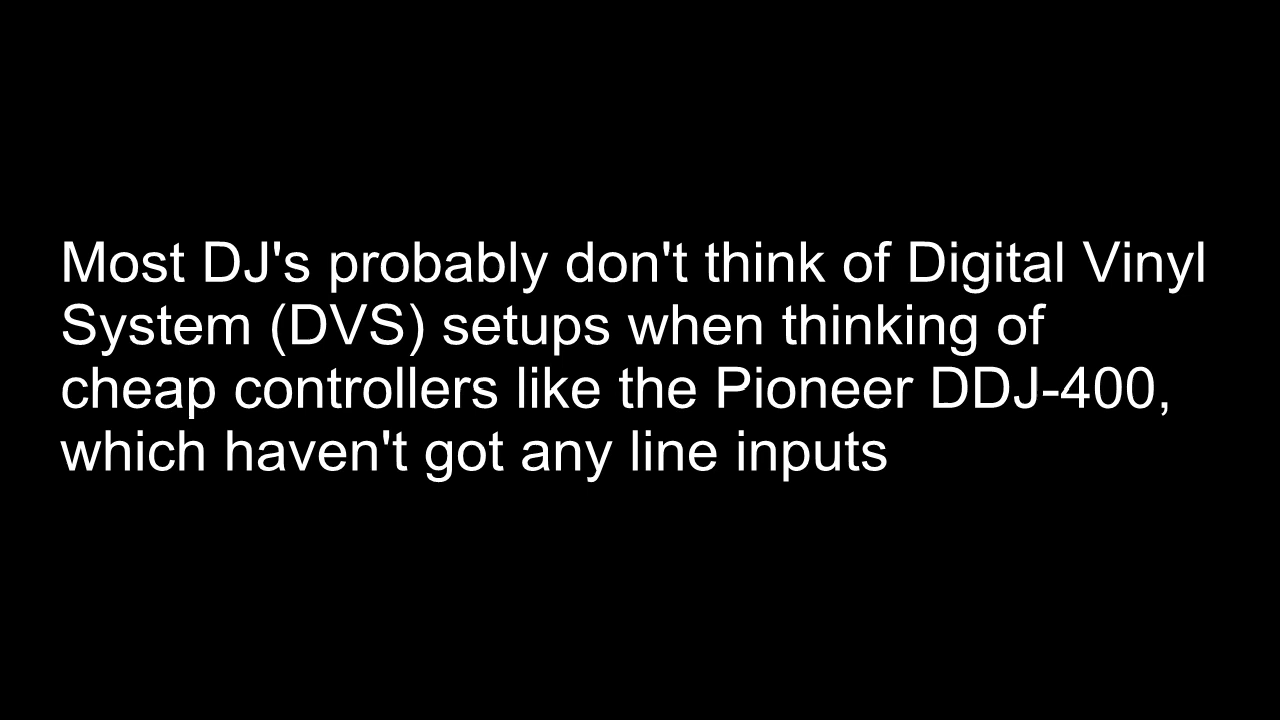 Most DJ's probably don't think of Digital Vinyl
System (DVS) setups when thinking of
cheap controllers like the Pioneer DDJ-400,
which haven't got any line inputs